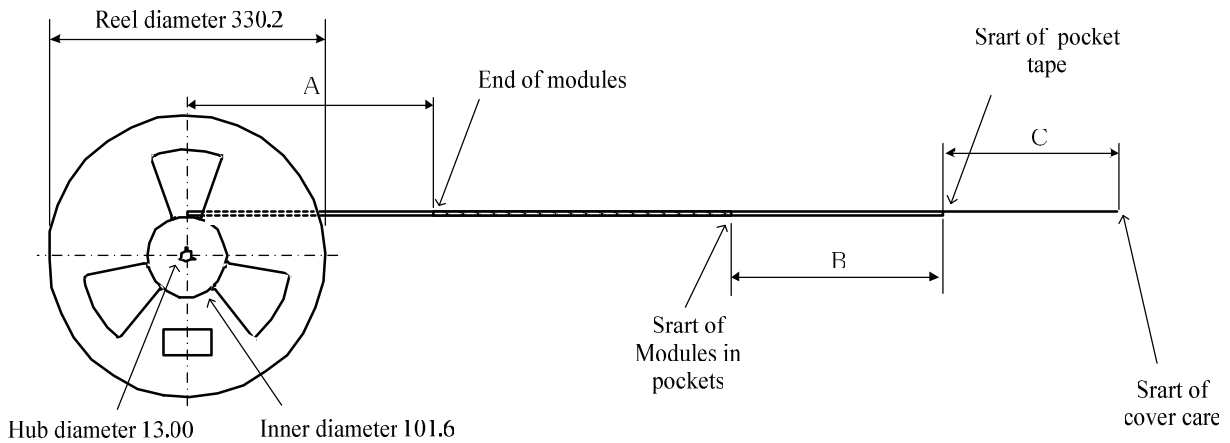 Reel diameter 330.2
A
End of modules
Srart of pocket
tape
C
B
Srart of
Modules in
pockets
Srart of
cover care
Hub diameter 13.00
Inner diameter 101.6